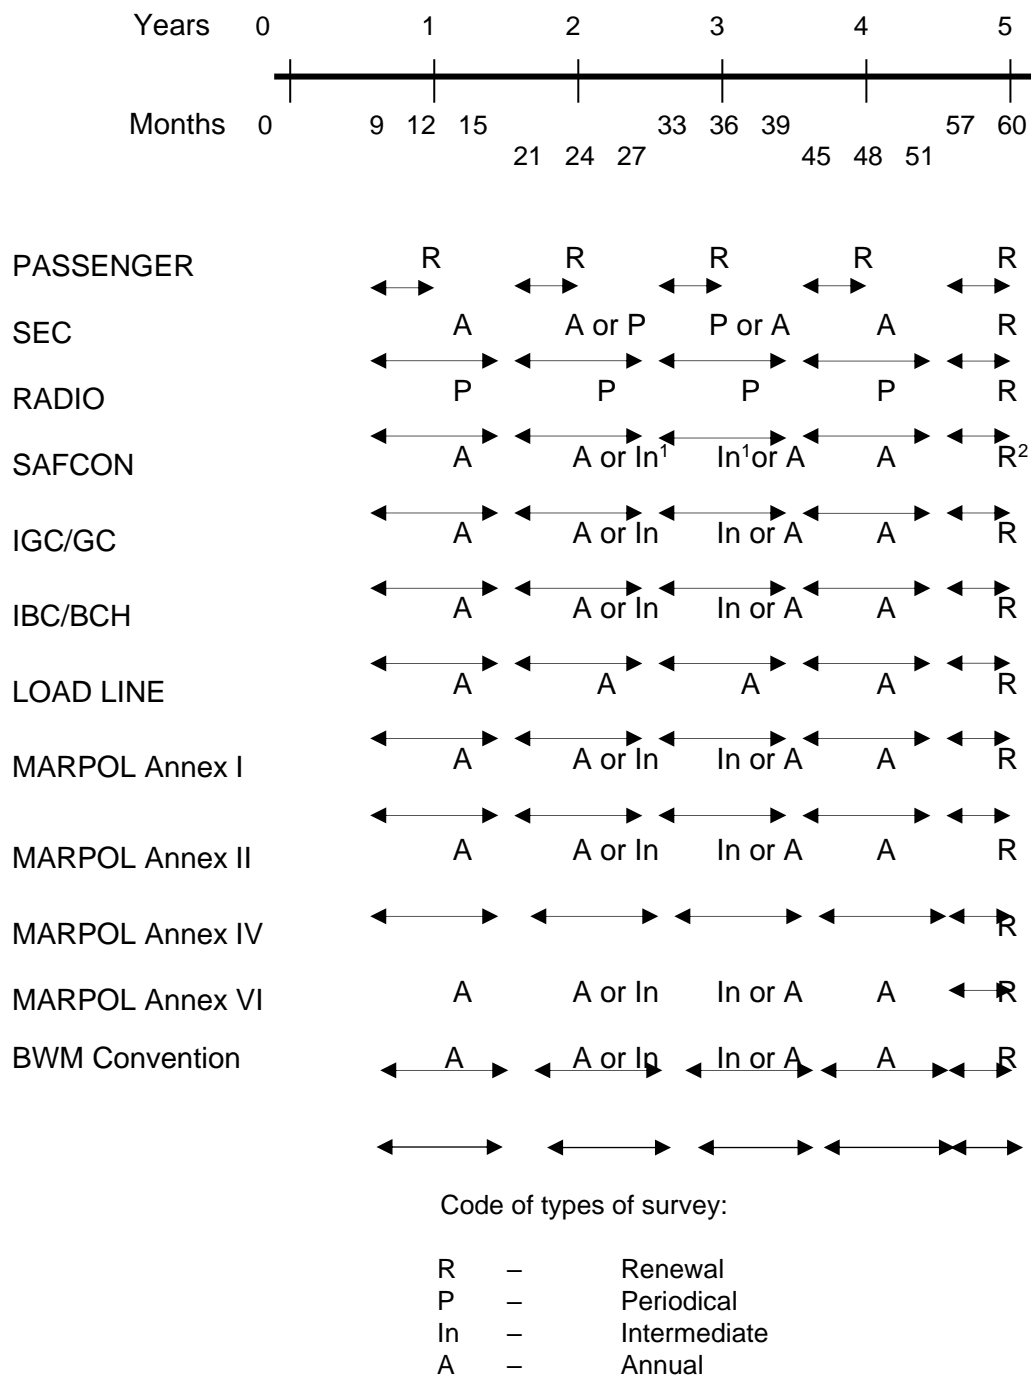 Years 0 1 2 3 4 5
Months 0 9 12 15 33 36 39 57 60
21 24 27 45 48 51
PASSENGER R R R R R
SEC A A or P P or A A R
RADIO P P P P R
SAFCON A A or In¹ In¹or A A R²
IGC/GC A A or In In or A A R
IBC/BCH A A or In In or A A R
LOAD LINE A A A A R
MARPOL Annex I A A or In In or A A R
MARPOL Annex II A A or In In or A A R
MARPOL Annex IV R
MARPOL Annex VI A A or In In or A A R
BWM Convention A A or In In or A A R
Code of types of survey:
R – Renewal
P – Periodical
In – Intermediate
A – Annual